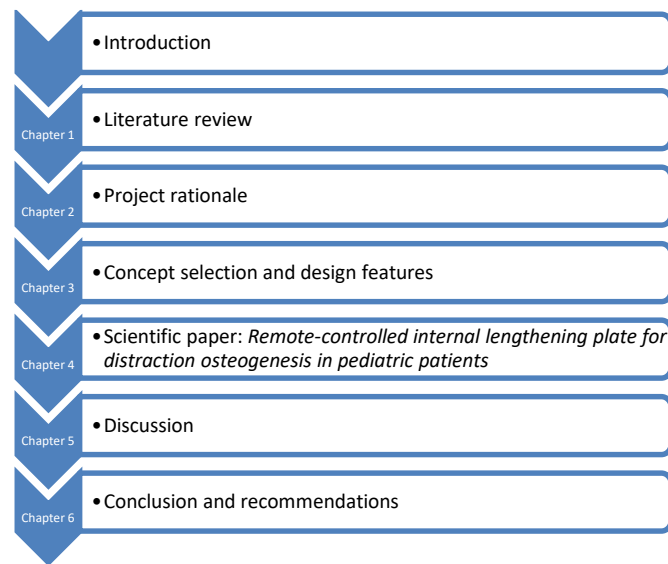 •Introduction
Chapter 1
•Literature review
Chapter 2
•Project rationale
Chapter 3
•Concept selection and design features
Chapter 4
•Scientific paper: Remote-controlled internal lengthening plate for
distraction osteogenesis in pediatric patients
Chapter 5
•Discussion
Chapter 6
•Conclusion and recommendations